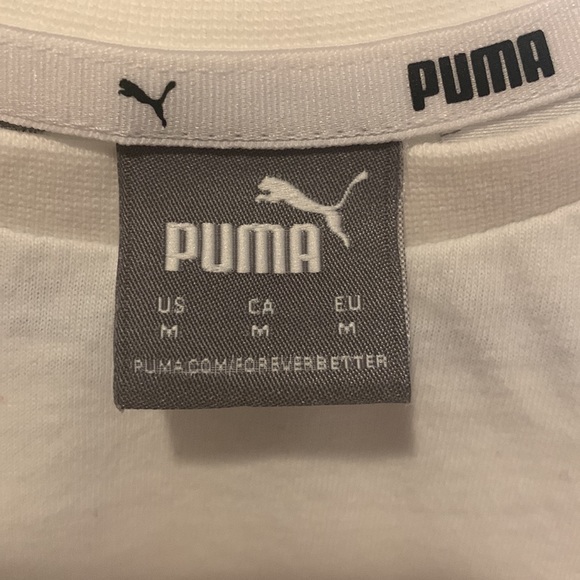 PUMA
PUMA
US CA EU
M M M
PUMA.COM/FOREVERBETTER